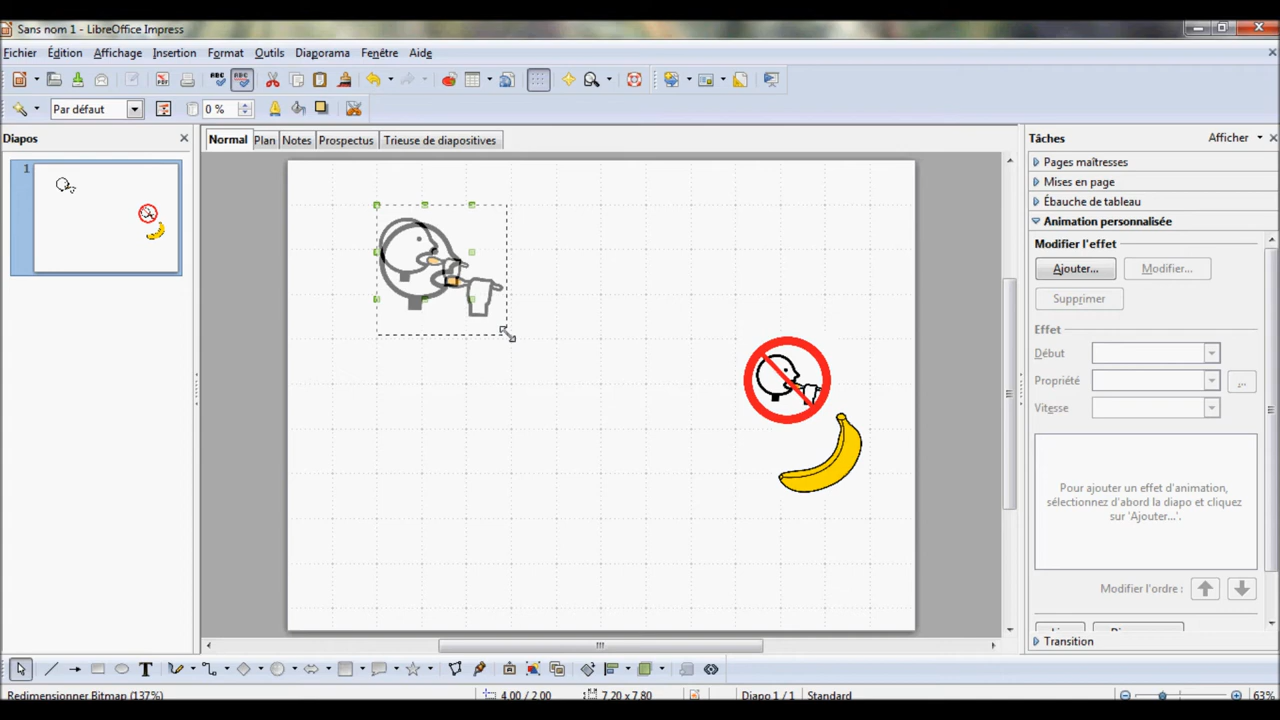 Sans nom 1 - LibreOffice Impress
Fichier Édition Affichage Insertion Format Outils Diaporama Fenêtre Aide
ABC ABC
Par défaut 0 %
Diapos
Normal Plan Notes Prospectus Trieuse de diapositives
Tâches Afficher
1
Pages maîtresses
Mises en page
Ébauche de tableau
Animation personnalisée
Modifier l'effet
Ajouter... Modifier...
Supprimer
Effet
Début
Propriété ...
Vitesse
Pour ajouter un effet d'animation,
sélectionnez d'abord la diapo et cliquez
sur 'Ajouter...'.
Modifier l'ordre :
Transition
T
Redimensionner Bitmap (137%) 4.00 / 2.00 7.20 x 7.80 Diapo 1 / 1 Standard 63%